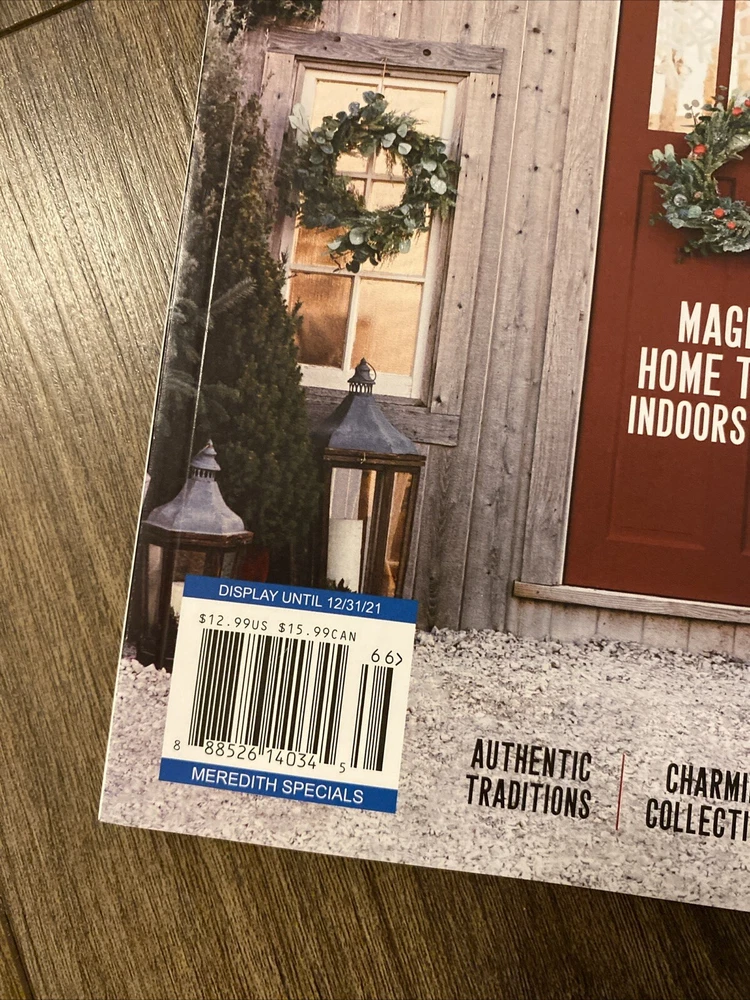 MAGI
HOME T
INDOORS
DISPLAY UNTIL 12/31/21
$12.99US $15.99CAN
66>
8 88526 14034 5
MEREDITH SPECIALS
AUTHENTIC
TRADITIONS
CHARMI
COLLECTI